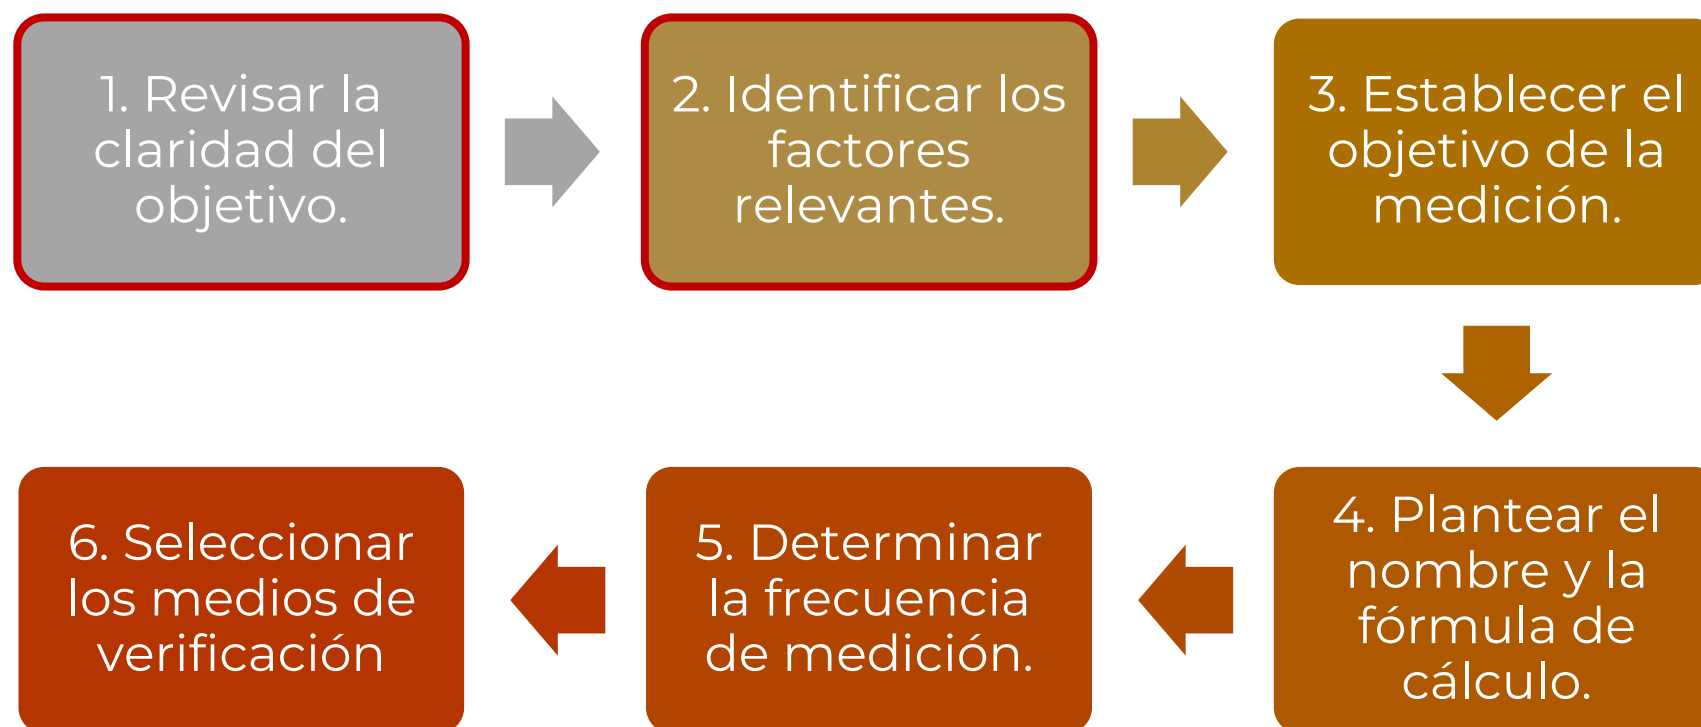 1. Revisar la
claridad del
objetivo.
2. Identificar los
factores
relevantes.
3. Establecer el
objetivo de la
medición.
4. Plantear el
nombre y la
fórmula de
cálculo.
5. Determinar
la frecuencia
de medición.
6. Seleccionar
los medios de
verificación